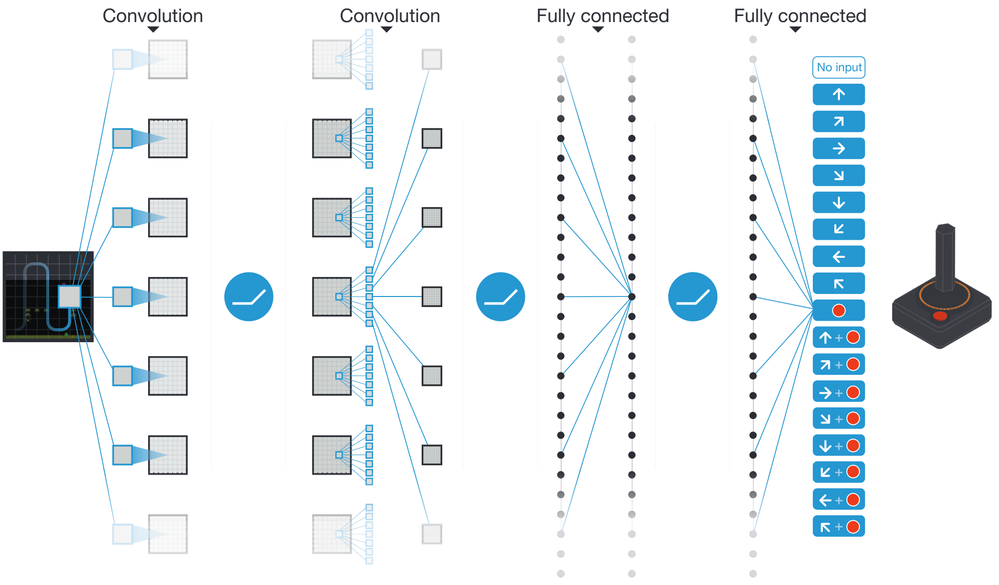 Convolution
Convolution
Fully connected
Fully connected
No input
+
+
+
+
+
+
+
+